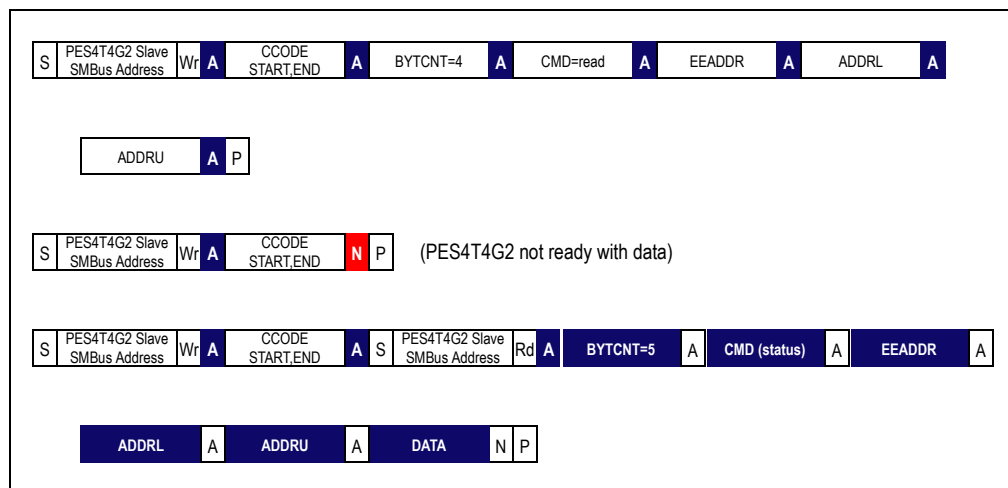 S PES4T4G2 Slave SMBus Address Wr A CCODE START,END A BYTCNT=4 A CMD=read A EEADDR A ADDRL A
ADDRU A P
S PES4T4G2 Slave SMBus Address Wr A CCODE START,END N P (PES4T4G2 not ready with data)
S PES4T4G2 Slave SMBus Address Wr A CCODE START,END A S PES4T4G2 Slave SMBus Address Rd A BYTCNT=5 A CMD (status) A EEADDR A
ADDRL A ADDRU A DATA N P